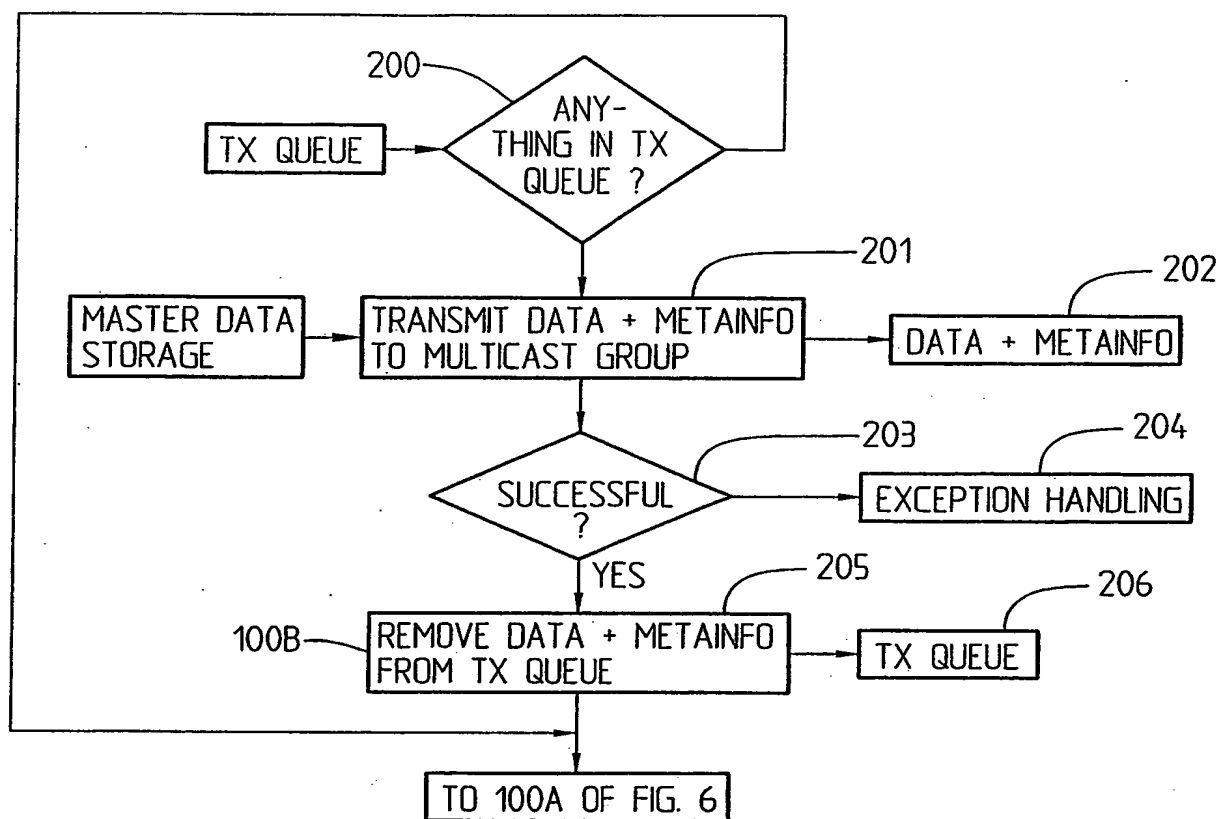 200
ANY-
THING IN TX
QUEUE ?
TX QUEUE
201
202
MASTER DATA
STORAGE
TRANSMIT DATA + METAINFO
TO MULTICAST GROUP
DATA + METAINFO
203
204
SUCCESSFUL
?
EXCEPTION HANDLING
YES
205
206
100B
REMOVE DATA + METAINFO
FROM TX QUEUE
TX QUEUE
TO 100A OF FIG. 6